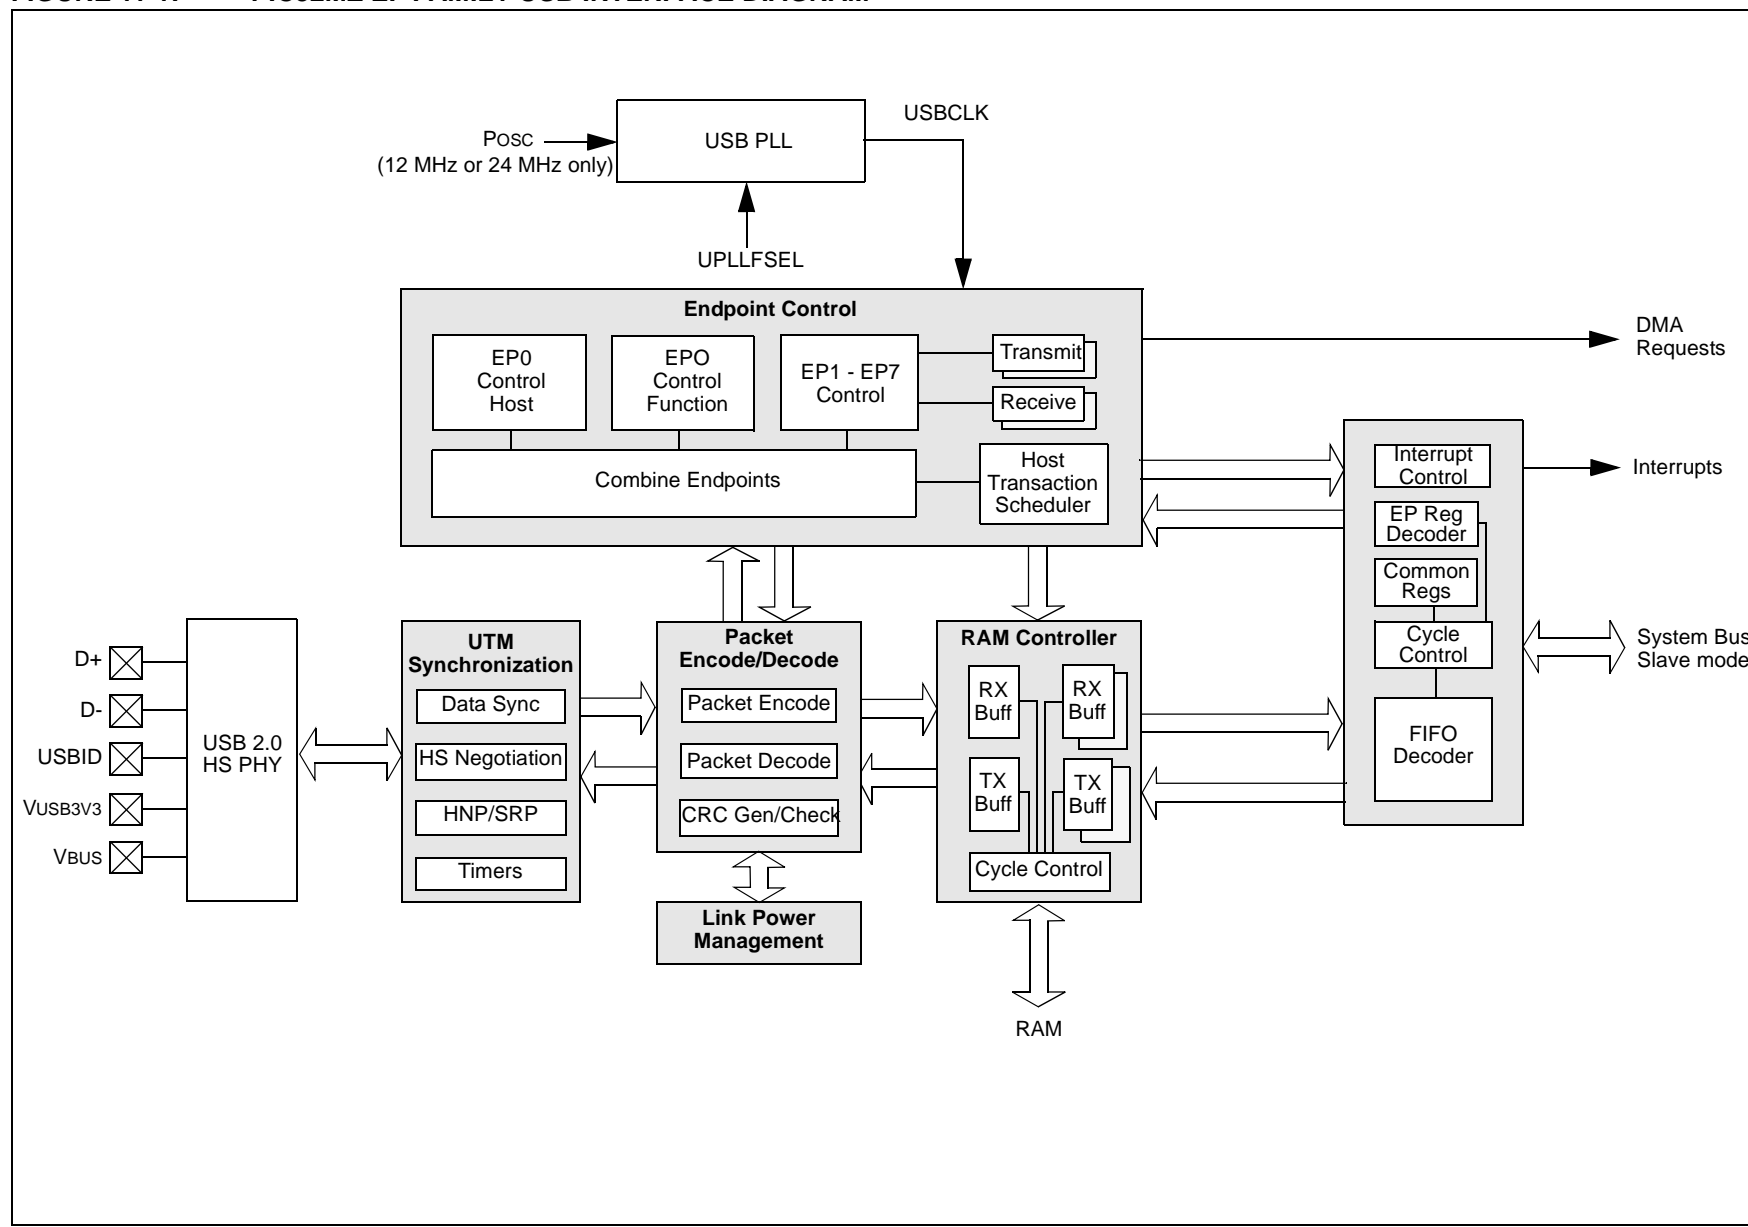 USBCLK
USB PLL
POSC
(12 MHz or 24 MHz only)
UPLLFSEL
Endpoint Control
EP0
Control
Host
EPO
Control
Function
EP1 - EP7
Control
Transmit
Receive
Combine Endpoints
Host
Transaction
Scheduler
DMA
Requests
Interrupt
Control
Interrupts
EP Reg
Decoder
Common
Regs
Cycle
Control
FIFO
Decoder
System Bus
Slave mode
D+
D-
USBID
VUSB3V3
VBUS
USB 2.0
HS PHY
UTM
Synchronization
Data Sync
HS Negotiation
HNP/SRP
Timers
Packet
Encode/Decode
Packet Encode
Packet Decode
CRC Gen/Check
Link Power
Management
RAM Controller
RX
Buff
RX
Buff
TX
Buff
TX
Buff
Cycle Control
RAM